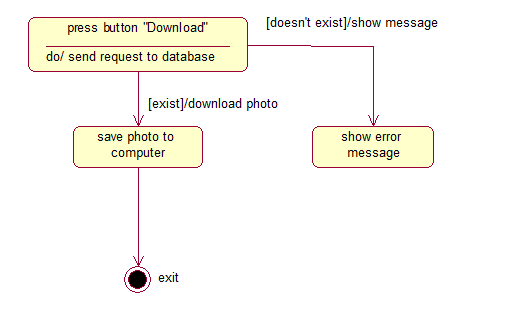 press button "Download"
[doesn't exist]/show message
do/ send request to database
[exist]/download photo
save photo to
computer
show error
message
exit